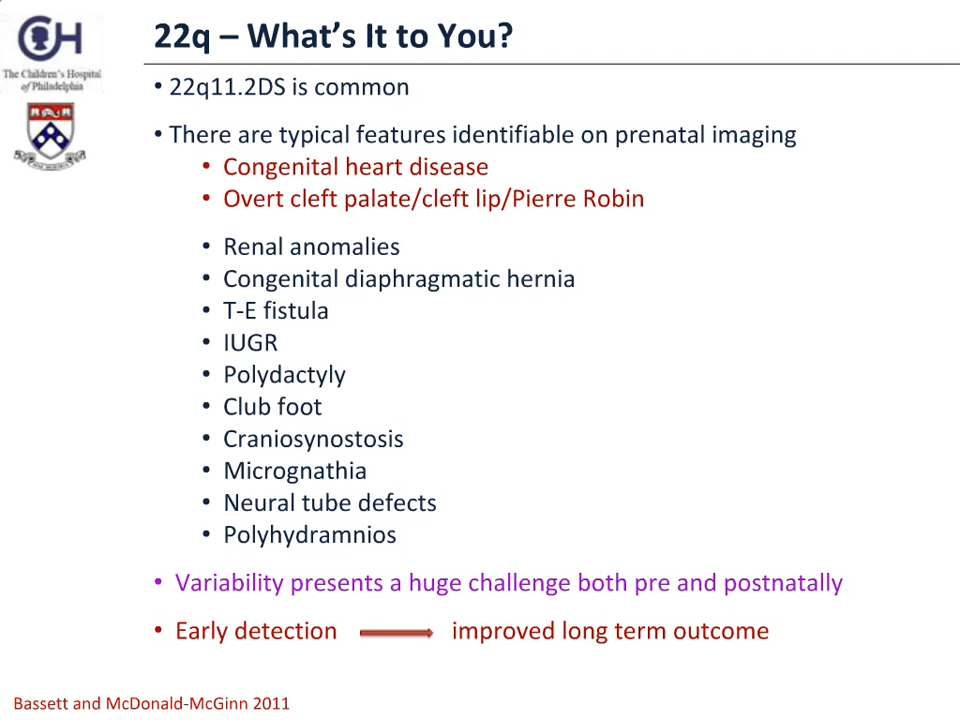 22q – What's It to You?
The Children's Hospital
of Philadelphia
• 22q11.2DS is common
• There are typical features identifiable on prenatal imaging
• Congenital heart disease
• Overt cleft palate/cleft lip/Pierre Robin
• Renal anomalies
• Congenital diaphragmatic hernia
• T-E fistula
• IUGR
• Polydactyly
• Club foot
• Craniosynostosis
• Micrognathia
• Neural tube defects
• Polyhydramnios
• Variability presents a huge challenge both pre and postnatally
• Early detection improved long term outcome
Bassett and McDonald-McGinn 2011